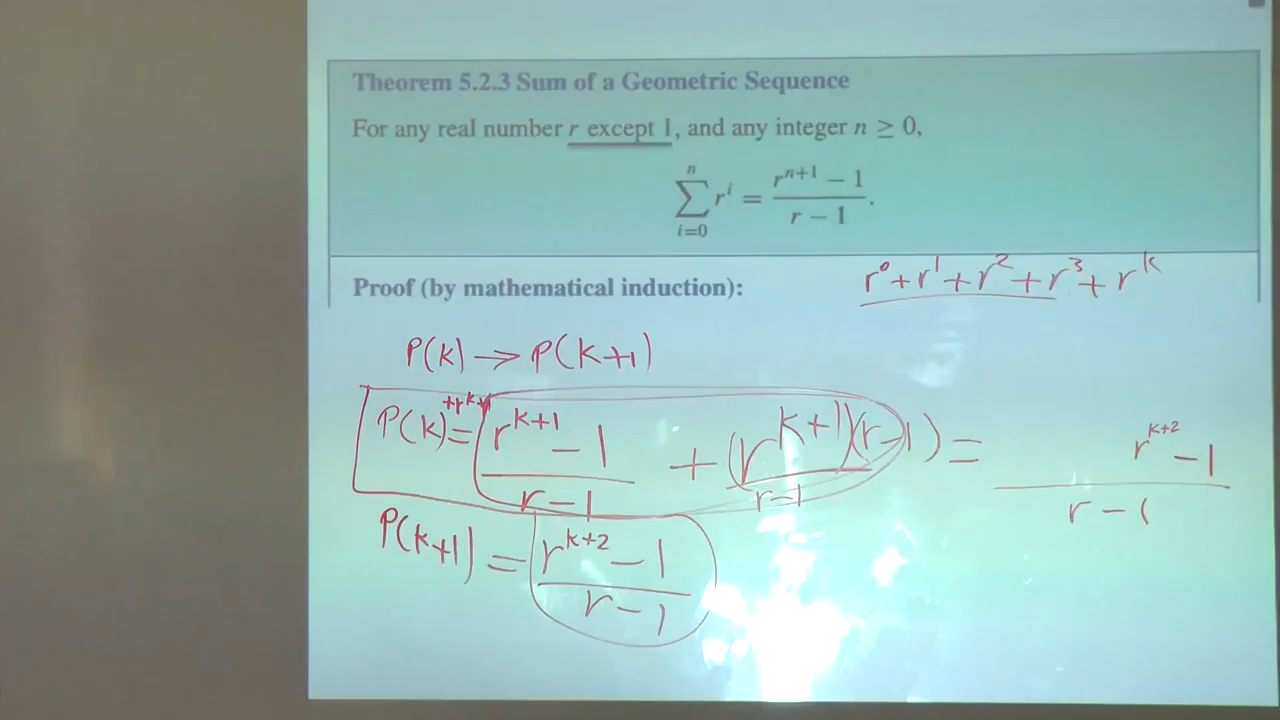 Theorem 5.2.3 Sum of a Geometric Sequence
For any real number r except 1, and any integer n ≥ 0,
∑_{i=0}^{n} r^i = (r^{n+1} − 1)/(r − 1).
Proof (by mathematical induction):
r^0 + r^1 + r^2 + r^3 + r^k
P(k) → P(k+1)
P(k) + r^{k+1} = (r^{k+1} − 1)/(r − 1) + (r^{k+1})(r − 1)/(r − 1) = (r^{k+2} − 1)/(r − 1)
P(k+1) = (r^{k+2} − 1)/(r − 1)